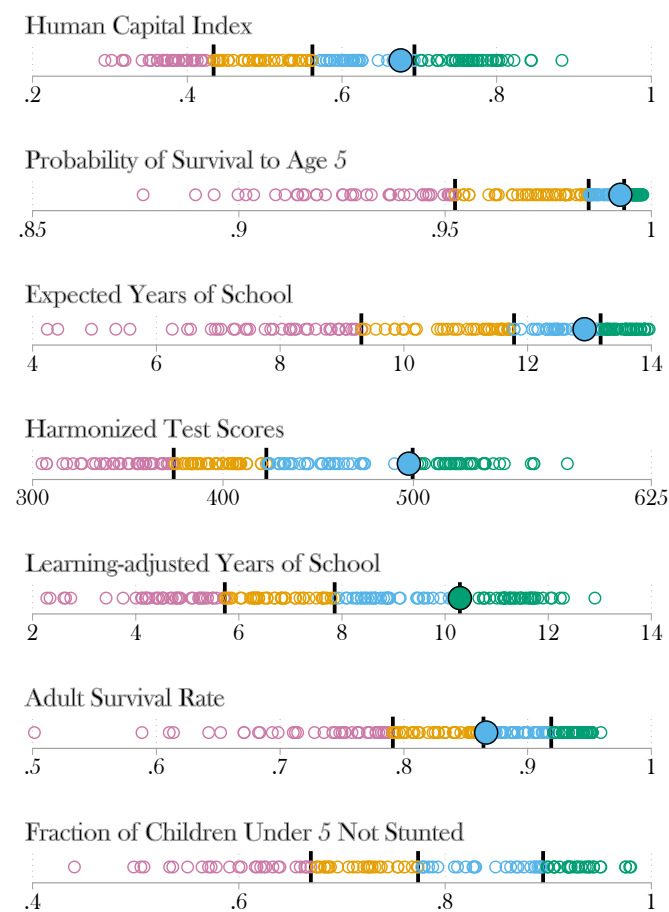 Human Capital Index
.2 .4 .6 .8 1
Probability of Survival to Age 5
.85 .9 .95 1
Expected Years of School
4 6 8 10 12 14
Harmonized Test Scores
300 400 500 625
Learning-adjusted Years of School
2 4 6 8 10 12 14
Adult Survival Rate
.5 .6 .7 .8 .9 1
Fraction of Children Under 5 Not Stunted
.4 .6 .8 1